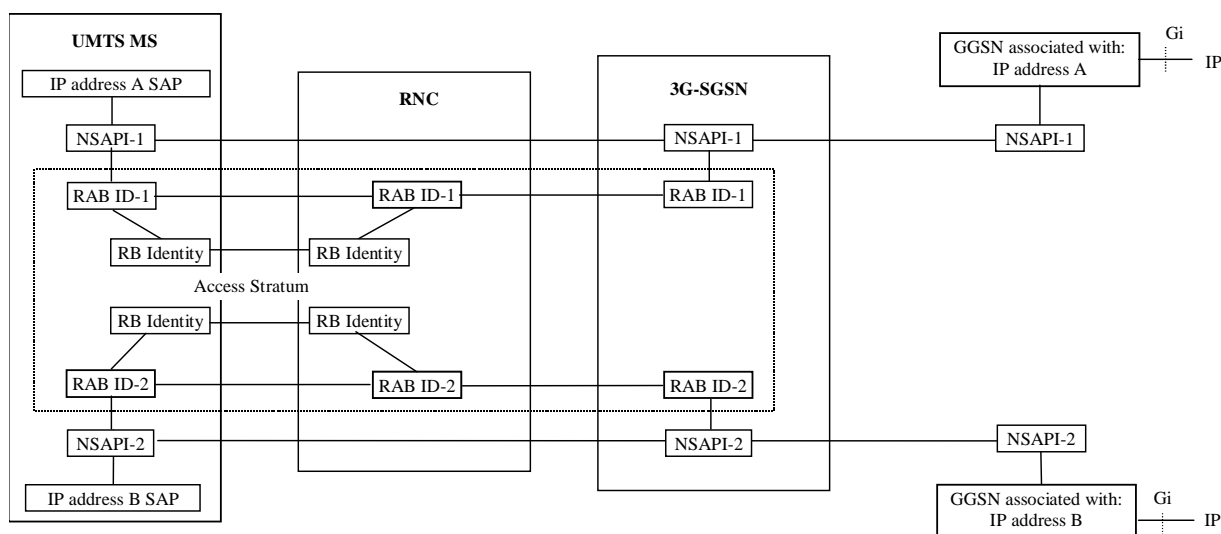 UMTS MS
IP address A SAP
NSAPI-1
RAB ID-1
RB Identity
RNC
RAB ID-1
RB Identity
3G-SGSN
NSAPI-1
RAB ID-1
GGSN associated with:
IP address A
Gi
IP
NSAPI-1
Access Stratum
RB Identity
RAB ID-2
NSAPI-2
IP address B SAP
RB Identity
RAB ID-2
RAB ID-2
NSAPI-2
NSAPI-2
GGSN associated with:
IP address B
Gi
IP